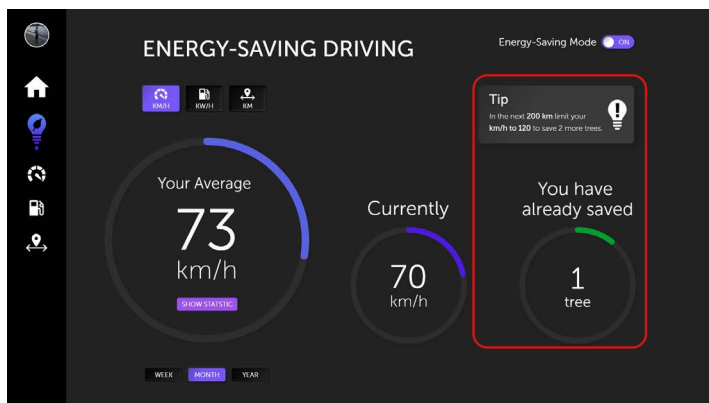 ENERGY-SAVING DRIVING
Energy-Saving Mode ON
KM/H KW/H KM
Tip
In the next 200 km limit your
km/h to 120 to save 2 more trees.
Your Average
73
km/h
SHOW STATSTIC
Currently
70
km/h
You have
already saved
1
tree
WEEK MONTH YEAR